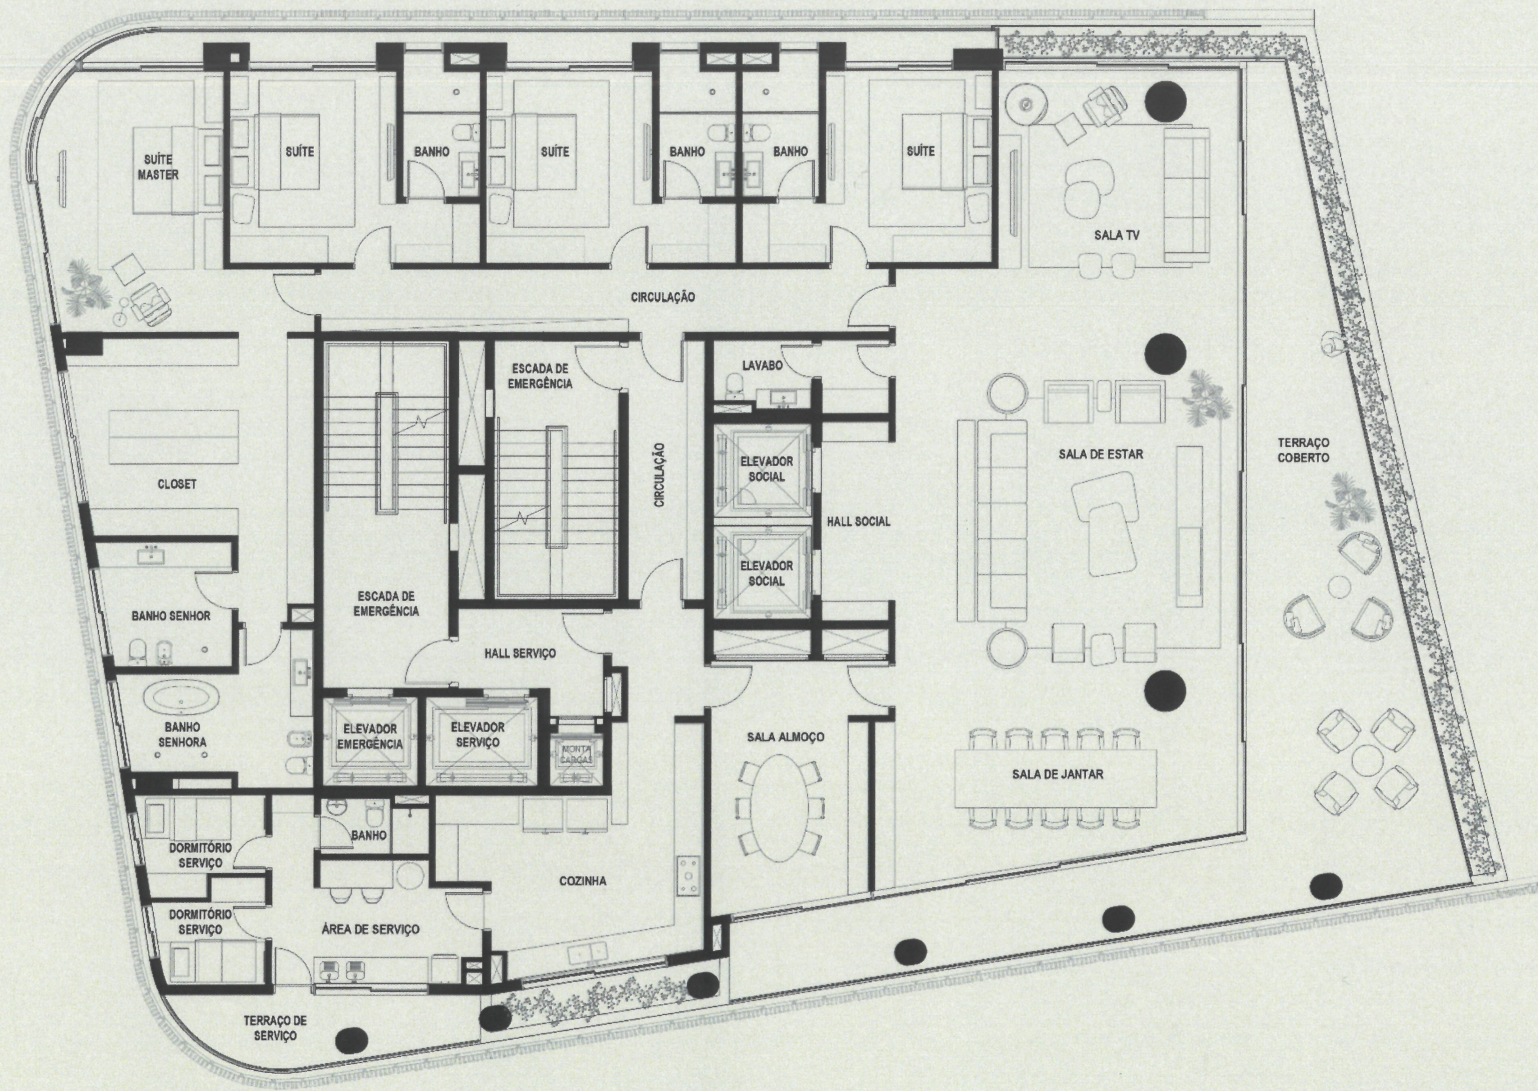 SUÍTE
MASTER
SUÍTE
BANHO
SUÍTE
BANHO
BANHO
SUÍTE
SALA TV
CIRCULAÇÃO
ESCADA DE
EMERGÊNCIA
LAVABO
CIRCULAÇÃO
ELEVADOR
SOCIAL
HALL SOCIAL
ELEVADOR
SOCIAL
SALA DE ESTAR
TERRAÇO
COBERTO
CLOSET
BANHO SENHOR
ESCADA DE
EMERGÊNCIA
HALL SERVIÇO
BANHO
SENHORA
ELEVADOR
EMERGÊNCIA
ELEVADOR
SERVIÇO
MONTA
CARGAS
SALA ALMOÇO
SALA DE JANTAR
DORMITÓRIO
SERVIÇO
BANHO
COZINHA
DORMITÓRIO
SERVIÇO
ÁREA DE SERVIÇO
TERRAÇO DE
SERVIÇO